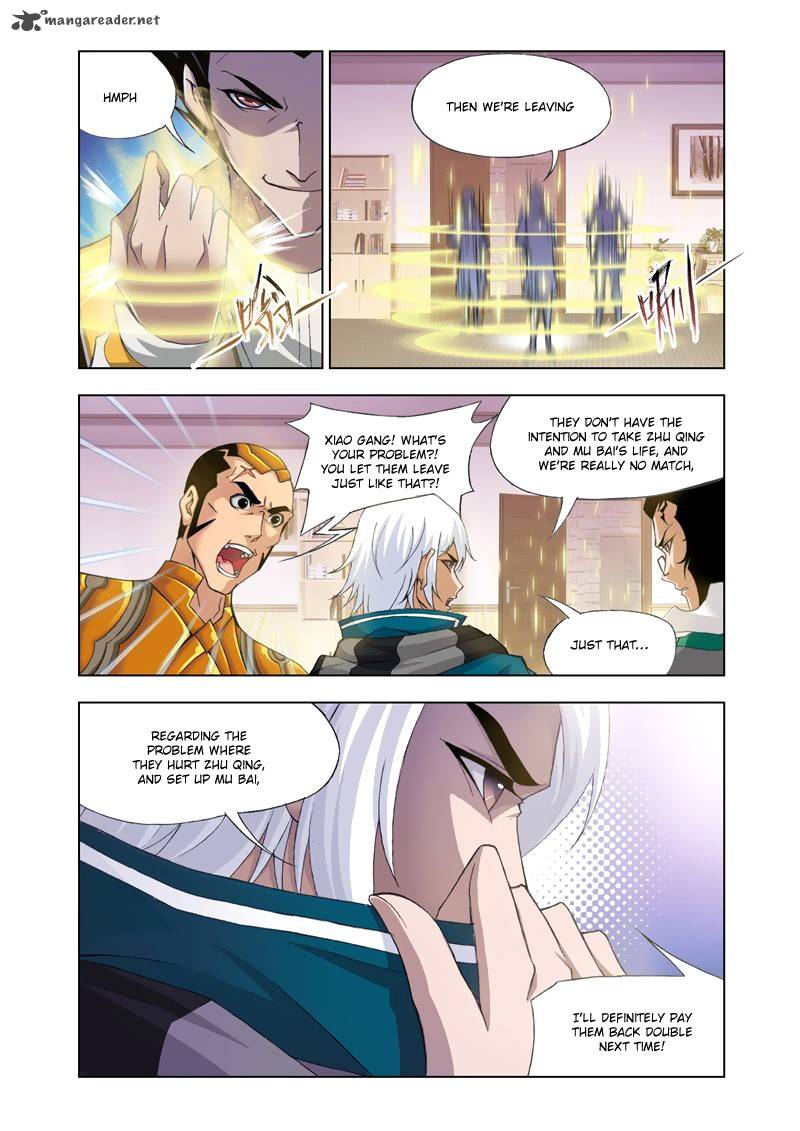 mangareader.net
HMPH
嗡
THEN WE'RE LEAVING
唰
XIAO GANG! WHAT'S
YOUR PROBLEM?!
YOU LET THEM LEAVE
JUST LIKE THAT?!
THEY DON'T HAVE THE
INTENTION TO TAKE ZHU QING
AND MU BAI'S LIFE, AND
WE'RE REALLY NO MATCH,
JUST THAT...
REGARDING THE
PROBLEM WHERE
THEY HURT ZHU QING,
AND SET UP MU BAI,
I'LL DEFINITELY PAY
THEM BACK DOUBLE
NEXT TIME!